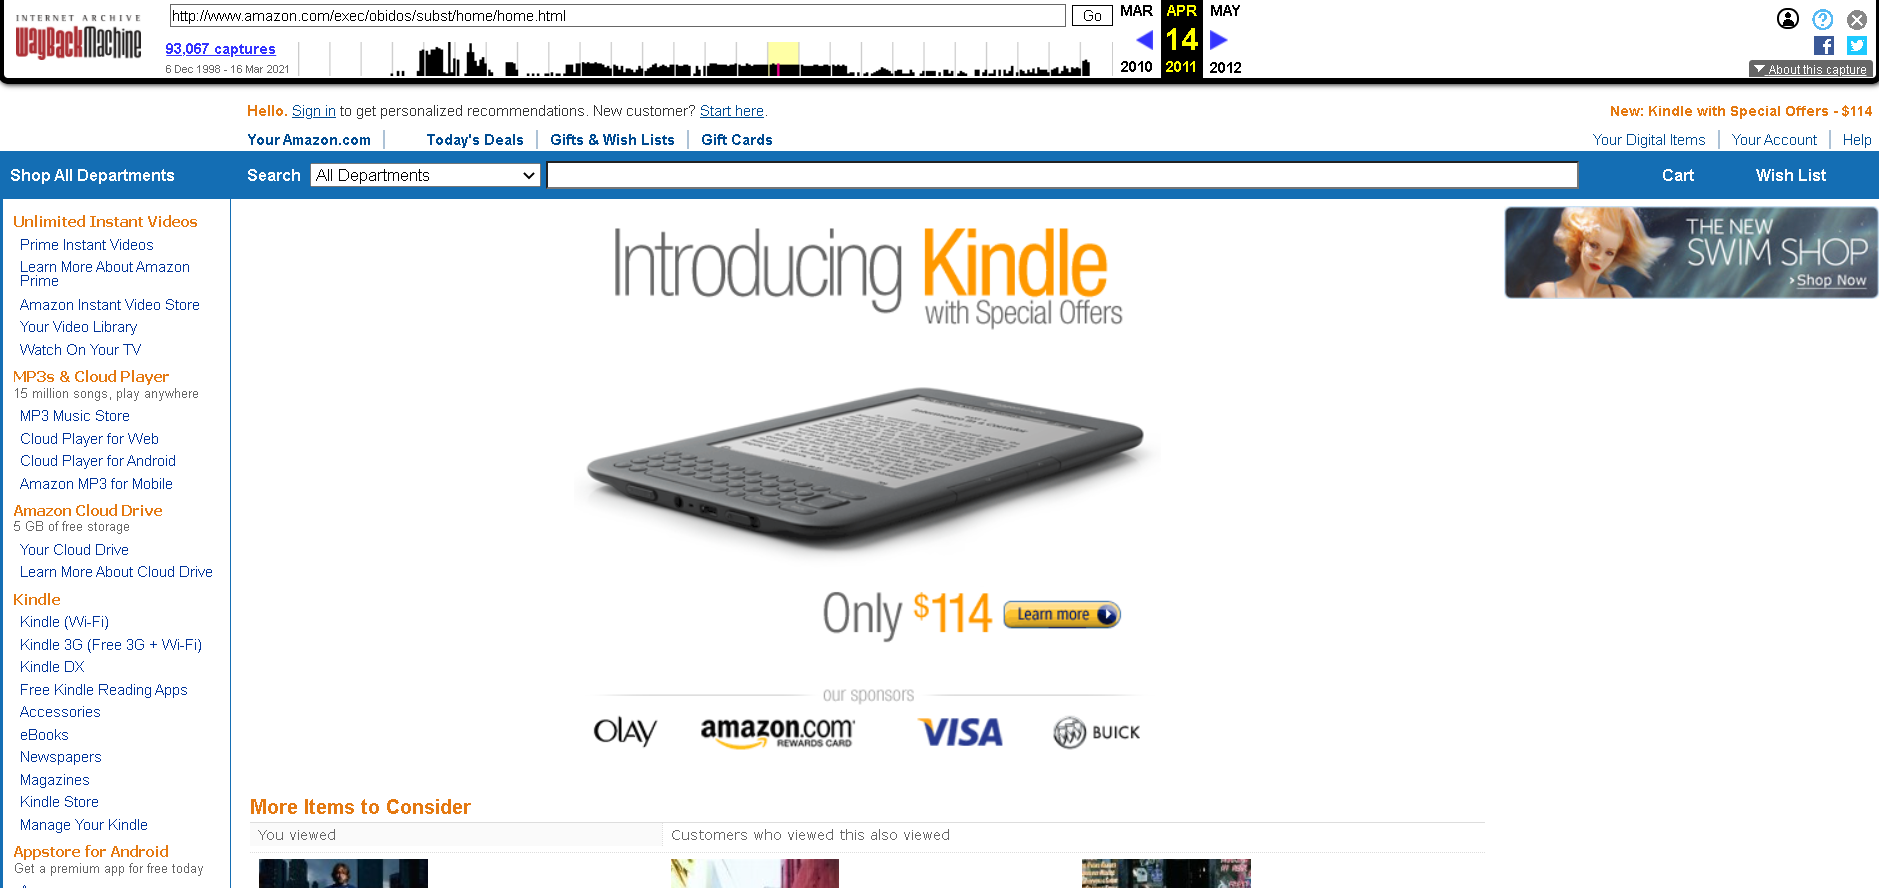 INTERNET ARCHIVE
WayBackMachine
http://www.amazon.com/exec/obidos/subst/home/home.html
Go
93,067 captures
6 Dec 1998 - 16 Mar 2021
MAR APR MAY
14
2010 2011 2012
About this capture
Hello. Sign in to get personalized recommendations. New customer? Start here.
New: Kindle with Special Offers - $114
Your Amazon.com
Today's Deals
Gifts & Wish Lists
Gift Cards
Your Digital Items
Your Account
Help
Shop All Departments
Search
All Departments
Cart
Wish List
Unlimited Instant Videos
Prime Instant Videos
Learn More About Amazon
Prime
Amazon Instant Video Store
Your Video Library
Watch On Your TV
MP3s & Cloud Player
15 million songs, play anywhere
MP3 Music Store
Cloud Player for Web
Cloud Player for Android
Amazon MP3 for Mobile
Amazon Cloud Drive
5 GB of free storage
Your Cloud Drive
Learn More About Cloud Drive
Kindle
Kindle (Wi-Fi)
Kindle 3G (Free 3G + Wi-Fi)
Kindle DX
Free Kindle Reading Apps
Accessories
eBooks
Newspapers
Magazines
Kindle Store
Manage Your Kindle
Appstore for Android
Get a premium app for free today
Introducing Kindle
with Special Offers
Only $114
Learn more
our sponsors
OLAY
amazon.com
REWARDS CARD
VISA
BUICK
THE NEW
SWIM SHOP
>Shop Now
More Items to Consider
You viewed
Customers who viewed this also viewed